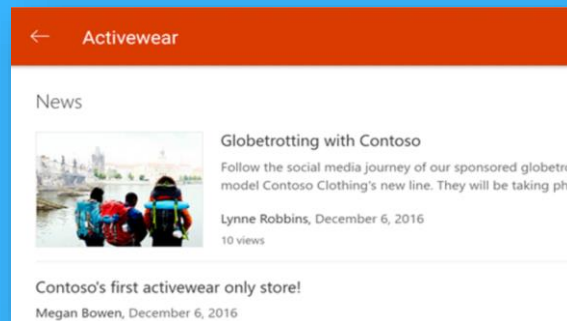 Activewear
News
Globetrotting with Contoso
Follow the social media journey of our sponsored globetro
model Contoso Clothing's new line. They will be taking ph
Lynne Robbins, December 6, 2016
10 views
Contoso's first activewear only store!
Megan Bowen, December 6, 2016